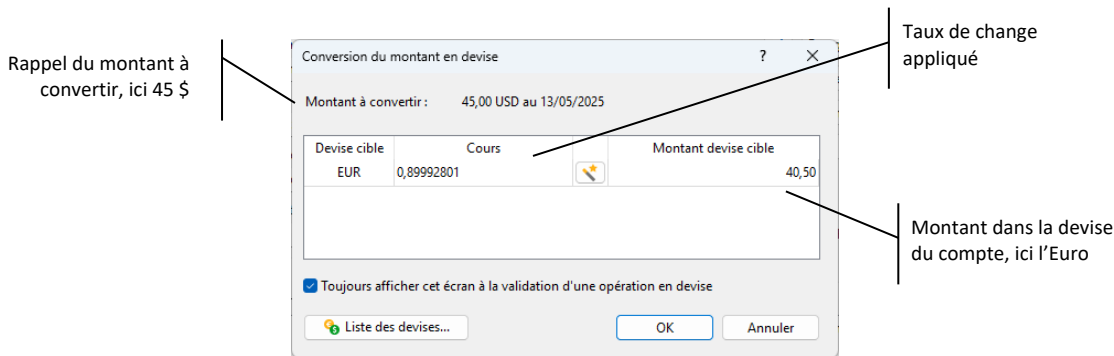 Taux de change
appliqué
Rappel du montant à
convertir, ici 45 $
Conversion du montant en devise ? ×
Montant à convertir : 45,00 USD au 13/05/2025
Devise cible Cours Montant devise cible
EUR 0,89992801 40,50
Montant dans la devise
du compte, ici l’Euro
Toujours afficher cet écran à la validation d'une opération en devise
Liste des devises... OK Annuler